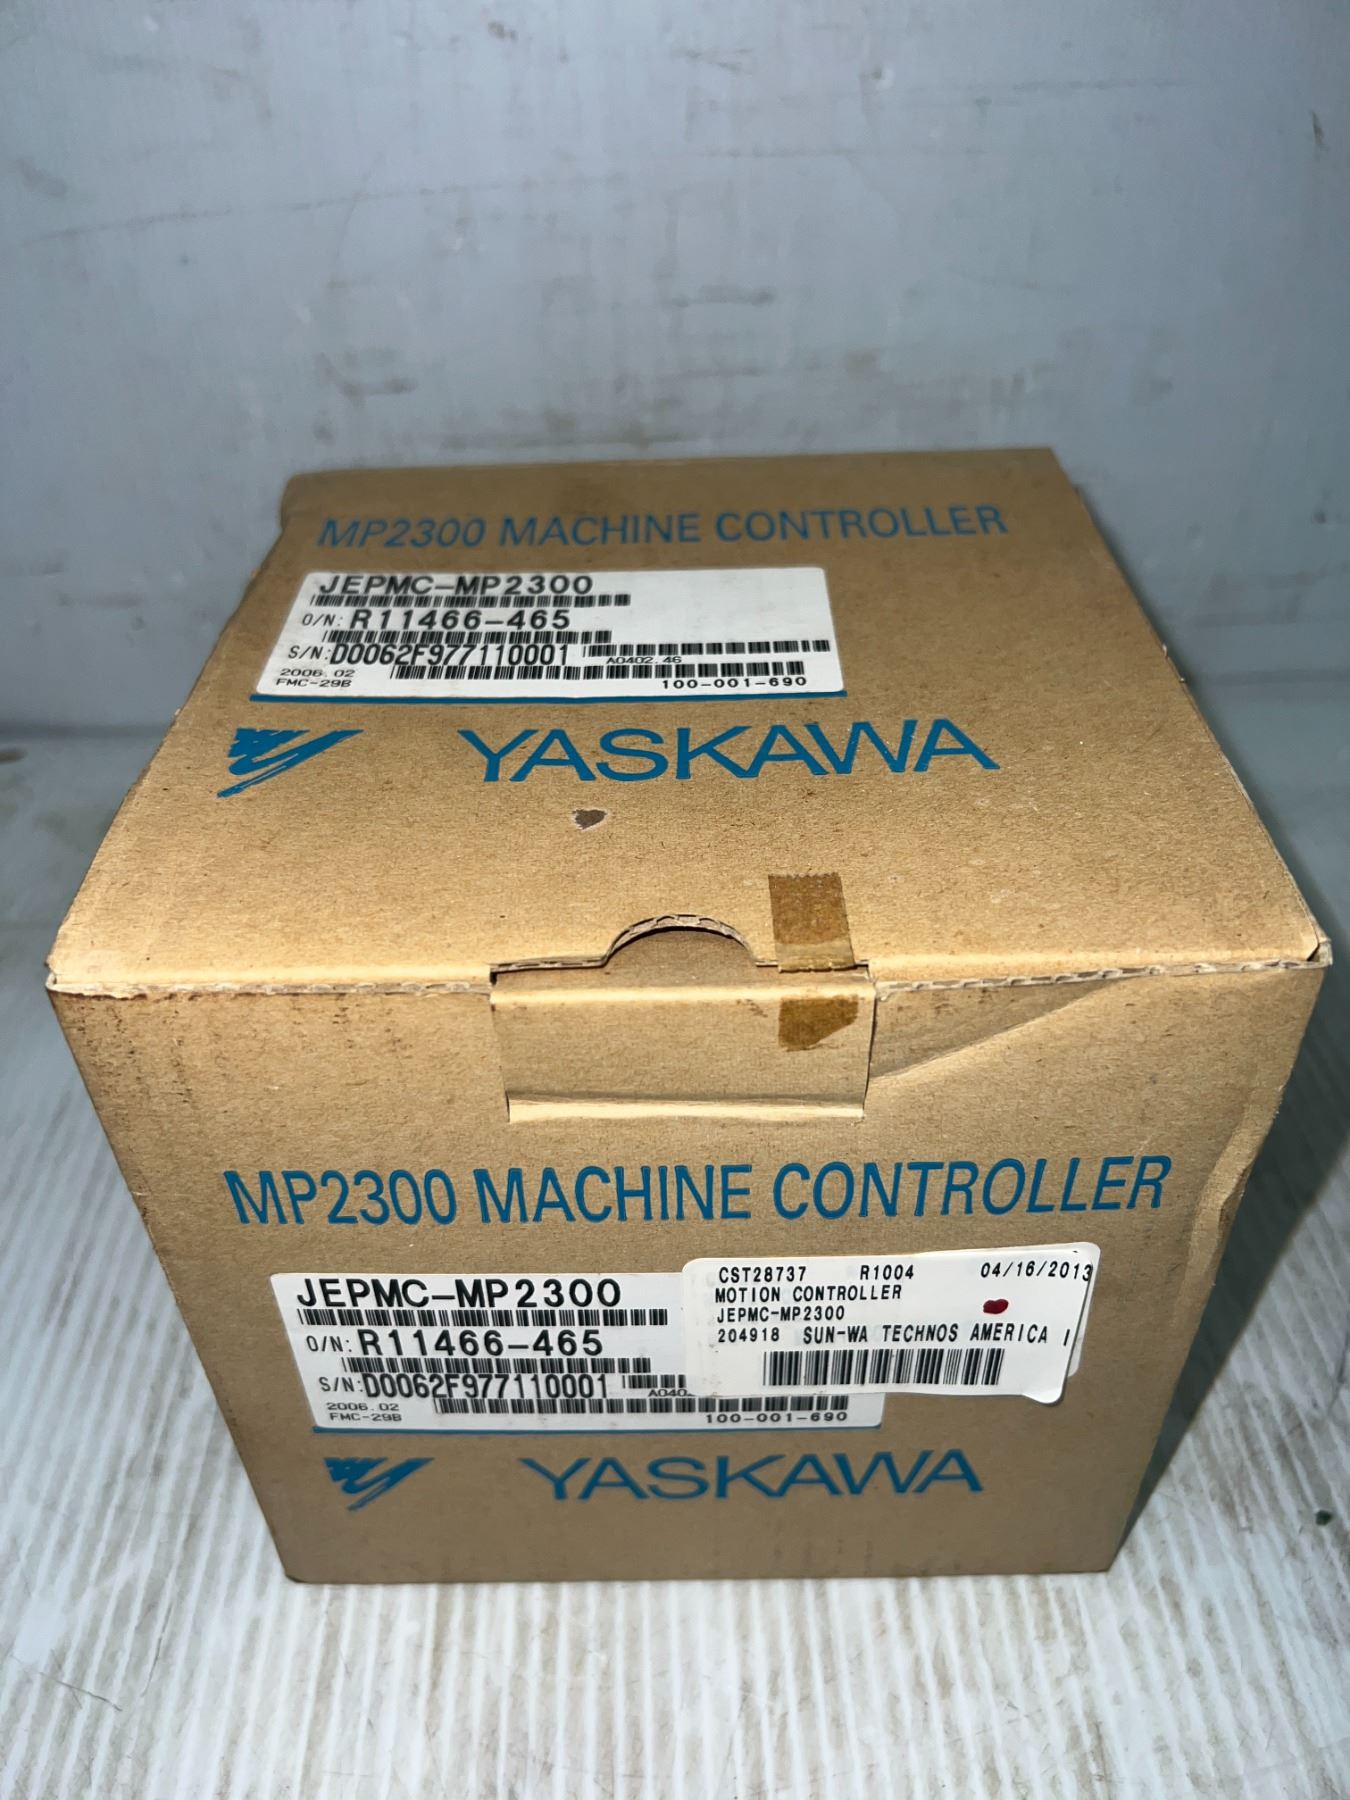 MP2300 MACHINE CONTROLLER
JEPMC-MP2300
O/N: R11466-465
S/N: D0062F977110001
A0402.46
2006.02
FMC-29B
100-001-690
YASKAWA
MP2300 MACHINE CONTROLLER
JEPMC-MP2300
O/N: R11466-465
S/N: D0062F977110001
A040
2006.02
FMC-29B
100-001-690
CST28737 R1004 04/16/2013
MOTION CONTROLLER
JEPMC-MP2300
204918 SUN-WA TECHNOS AMERICA I
YASKAWA